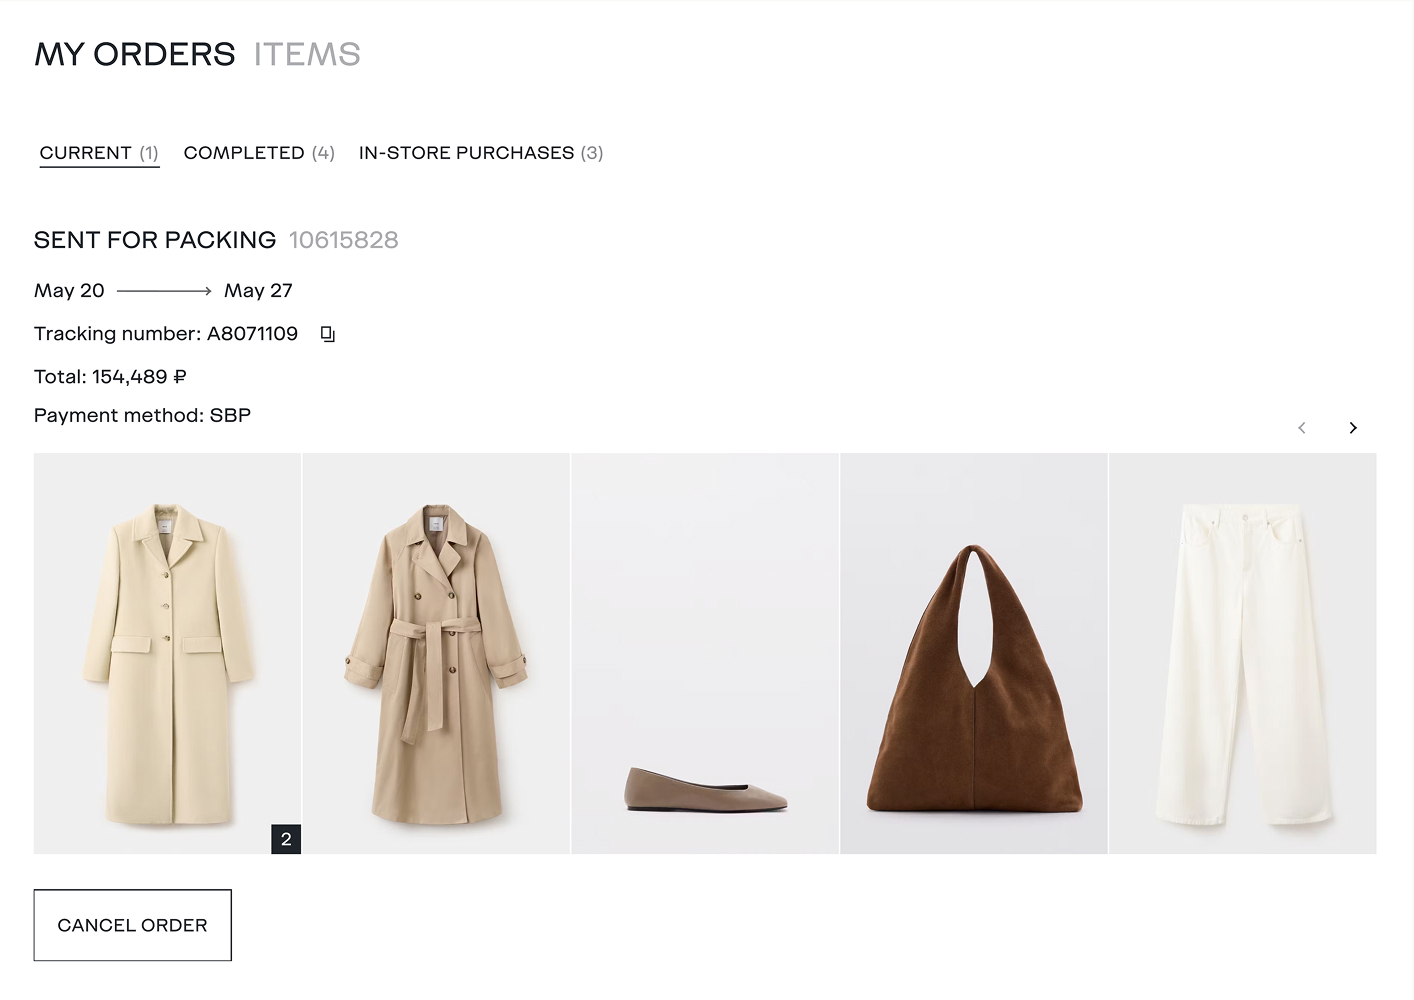 MY ORDERS ITEMS
CURRENT (1) COMPLETED (4) IN-STORE PURCHASES (3)
SENT FOR PACKING 10615828
May 20 → May 27
Tracking number: A8071109
Total: 154,489 ₽
Payment method: SBP
2
CANCEL ORDER